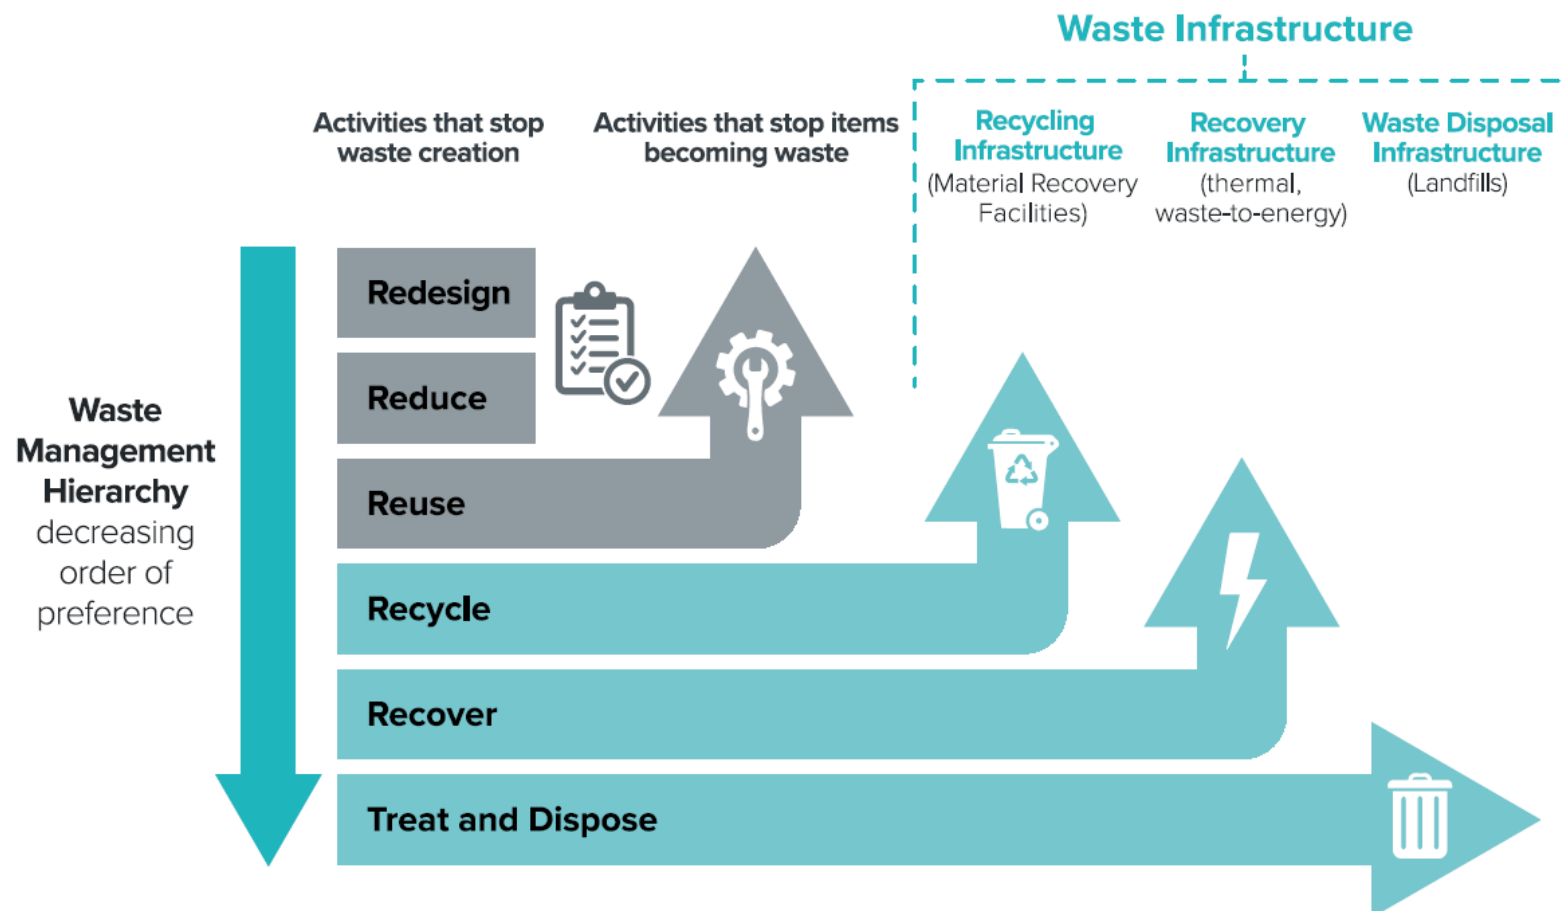 Waste Infrastructure
Activities that stop
waste creation
Activities that stop items
becoming waste
Recycling
Infrastructure
(Material Recovery
Facilities)
Recovery
Infrastructure
(thermal,
waste-to-energy)
Waste Disposal
Infrastructure
(Landfills)
Waste
Management
Hierarchy
decreasing
order of
preference
Redesign
Reduce
Reuse
Recycle
Recover
Treat and Dispose